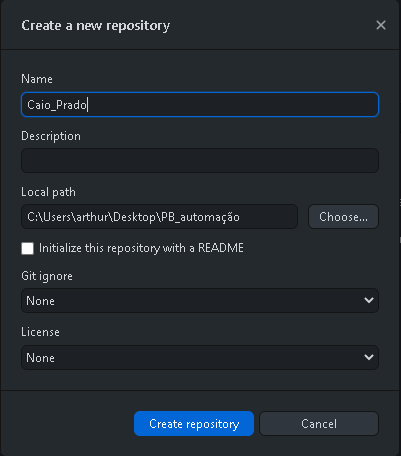 Create a new repository
Name
Caio_Prado
Description
Local path
C:\Users\arthur\Desktop\PB_automação
Choose...
Initialize this repository with a README
Git ignore
None
License
None
Create repository
Cancel